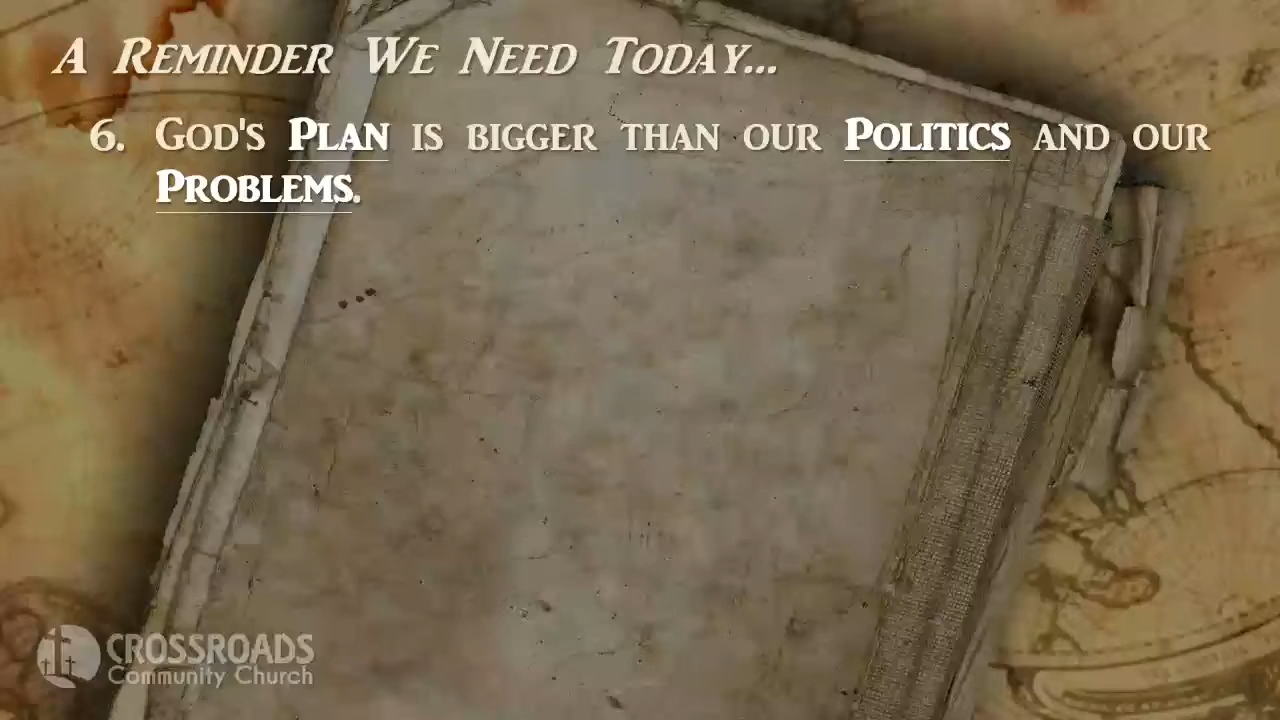 A Reminder We Need Today...
6. God's Plan is bigger than our Politics and our
Problems.
CROSSROADS
Community Church